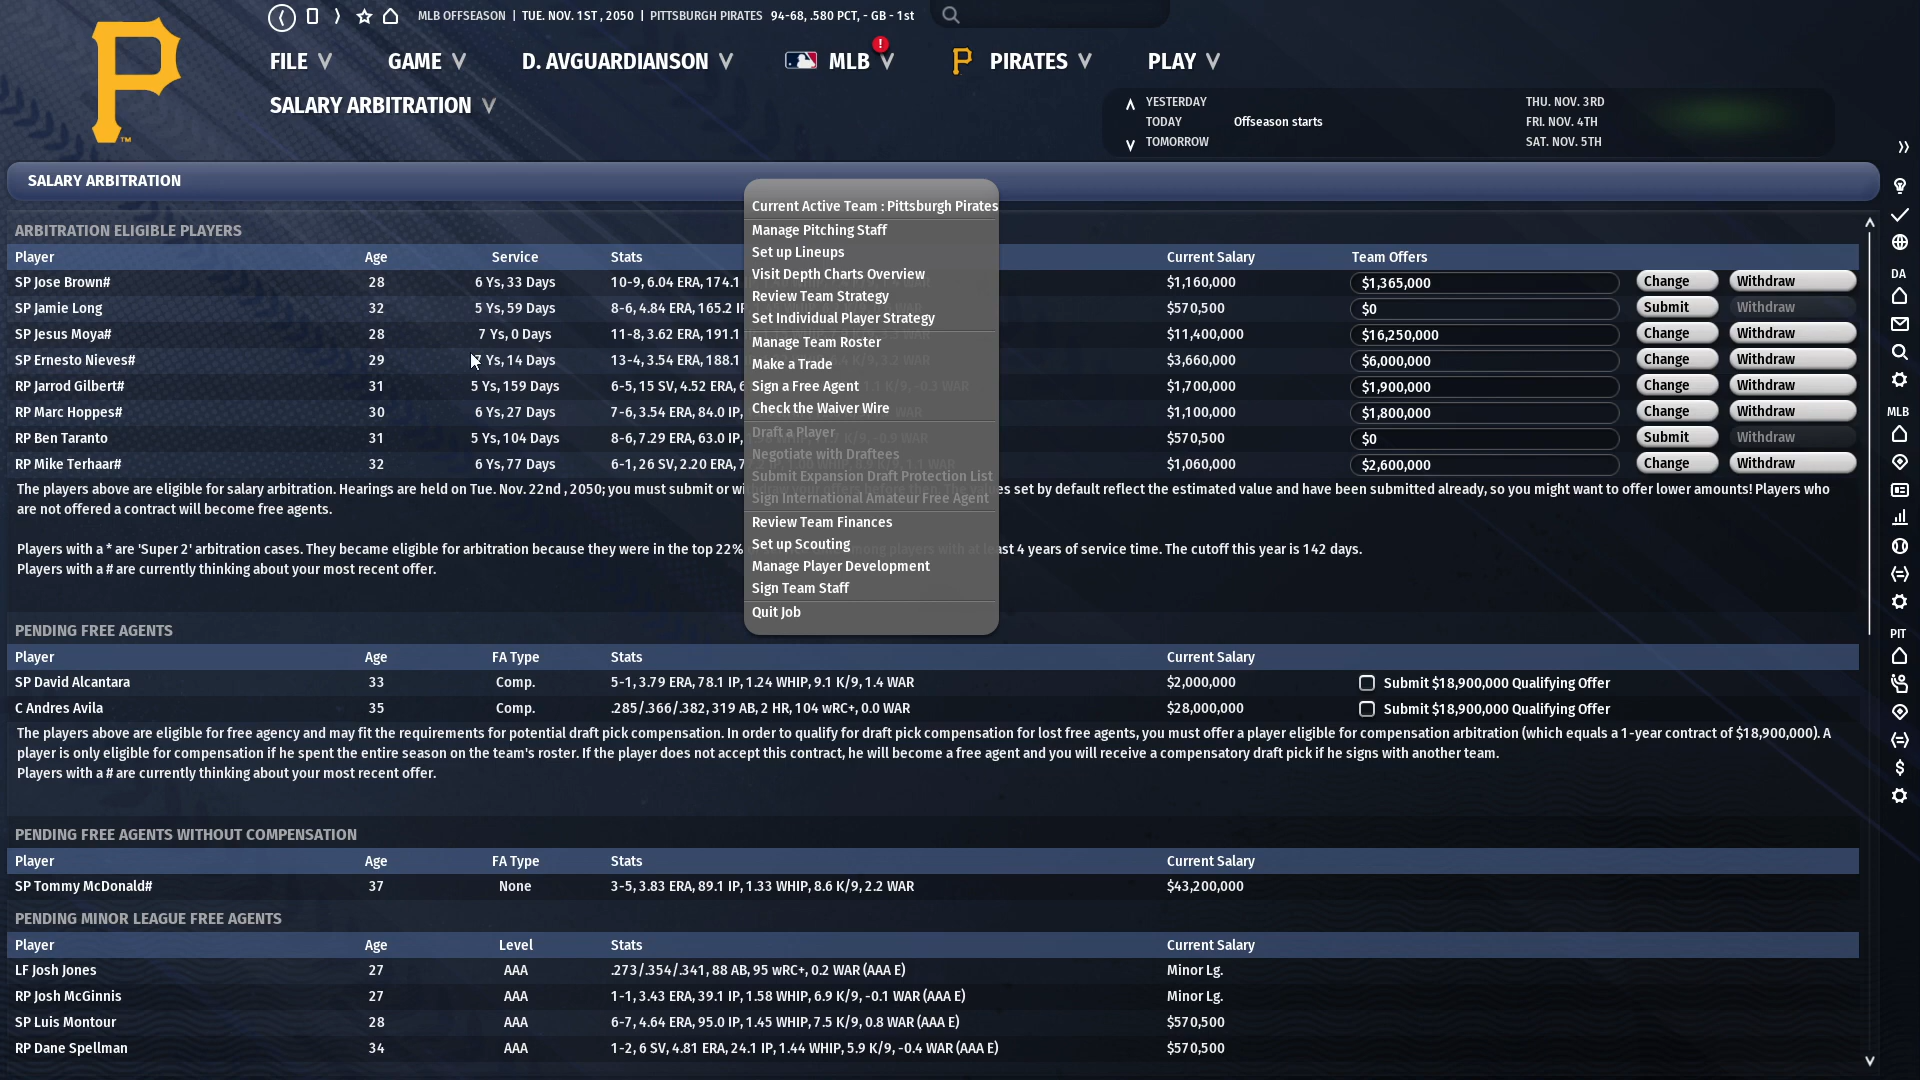 MLB OFFSEASON | TUE. NOV. 1ST , 2050 | PITTSBURGH PIRATES 94-68, .580 PCT, - GB - 1st
FILE GAME D. AVGUARDIANSON MLB ! PIRATES PLAY
P
TM
SALARY ARBITRATION
YESTERDAY THU. NOV. 3RD
TODAY Offseason starts FRI. NOV. 4TH
TOMORROW SAT. NOV. 5TH
SALARY ARBITRATION
Current Active Team : Pittsburgh Pirates
Manage Pitching Staff
Set up Lineups
Visit Depth Charts Overview
Review Team Strategy
Set Individual Player Strategy
Manage Team Roster
Make a Trade
Sign a Free Agent
Check the Waiver Wire
Draft a Player
Negotiate with Draftees
Submit Expansion Draft Protection List
Sign International Amateur Free Agent
Review Team Finances
Set up Scouting
Manage Player Development
Sign Team Staff
Quit Job
ARBITRATION ELIGIBLE PLAYERS
Player Age Service Stats Current Salary Team Offers
SP Jose Brown# 28 6 Ys, 33 Days 10-9, 6.04 ERA, 174.1 $1,160,000 $1,365,000 Change Withdraw
SP Jamie Long 32 5 Ys, 59 Days 8-6, 4.84 ERA, 165.2 IP $570,500 $0 Submit Withdraw
SP Jesus Moya# 28 7 Ys, 0 Days 11-8, 3.62 ERA, 191.1 $11,400,000 $16,250,000 Change Withdraw
SP Ernesto Nieves# 29 7 Ys, 14 Days 13-4, 3.54 ERA, 188.1 $3,660,000 $6,000,000 Change Withdraw
RP Jarrod Gilbert# 31 5 Ys, 159 Days 6-5, 15 SV, 4.52 ERA, 6 $1,700,000 $1,900,000 Change Withdraw
RP Marc Hoppes# 30 6 Ys, 27 Days 7-6, 3.54 ERA, 84.0 IP, $1,100,000 $1,800,000 Change Withdraw
RP Ben Taranto 31 5 Ys, 104 Days 8-6, 7.29 ERA, 63.0 IP, $570,500 $0 Submit Withdraw
RP Mike Terhaar# 32 6 Ys, 77 Days 6-1, 26 SV, 2.20 ERA, 7 $1,060,000 $2,600,000 Change Withdraw
The players above are eligible for salary arbitration. Hearings are held on Tue. Nov. 22nd , 2050; you must submit or wi es set by default reflect the estimated value and have been submitted already, so you might want to offer lower amounts! Players who
are not offered a contract will become free agents.
Players with a * are 'Super 2' arbitration cases. They became eligible for arbitration because they were in the top 22% among players with at least 4 years of service time. The cutoff this year is 142 days.
Players with a # are currently thinking about your most recent offer.
PENDING FREE AGENTS
Player Age FA Type Stats Current Salary
SP David Alcantara 33 Comp. 5-1, 3.79 ERA, 78.1 IP, 1.24 WHIP, 9.1 K/9, 1.4 WAR $2,000,000 Submit $18,900,000 Qualifying Offer
C Andres Avila 35 Comp. .285/.366/.382, 319 AB, 2 HR, 104 wRC+, 0.0 WAR $28,000,000 Submit $18,900,000 Qualifying Offer
The players above are eligible for free agency and may fit the requirements for potential draft pick compensation. In order to qualify for draft pick compensation for lost free agents, you must offer a player eligible for compensation arbitration (which equals a 1-year contract of $18,900,000). A
player is only eligible for compensation if he spent the entire season on the team's roster. If the player does not accept this contract, he will become a free agent and you will receive a compensatory draft pick if he signs with another team.
Players with a # are currently thinking about your most recent offer.
PENDING FREE AGENTS WITHOUT COMPENSATION
Player Age FA Type Stats Current Salary
SP Tommy McDonald# 37 None 3-5, 3.83 ERA, 89.1 IP, 1.33 WHIP, 8.6 K/9, 2.2 WAR $43,200,000
PENDING MINOR LEAGUE FREE AGENTS
Player Age Level Stats Current Salary
LF Josh Jones 27 AAA .273/.354/.341, 88 AB, 95 wRC+, 0.2 WAR (AAA E) Minor Lg.
RP Josh McGinnis 27 AAA 1-1, 3.43 ERA, 39.1 IP, 1.58 WHIP, 6.9 K/9, -0.1 WAR (AAA E) Minor Lg.
SP Luis Montour 28 AAA 6-7, 4.64 ERA, 95.0 IP, 1.45 WHIP, 7.5 K/9, 0.8 WAR (AAA E) $570,500
RP Dane Spellman 34 AAA 1-2, 6 SV, 4.81 ERA, 24.1 IP, 1.44 WHIP, 5.9 K/9, -0.4 WAR (AAA E) $570,500
DA
MLB
PIT
$